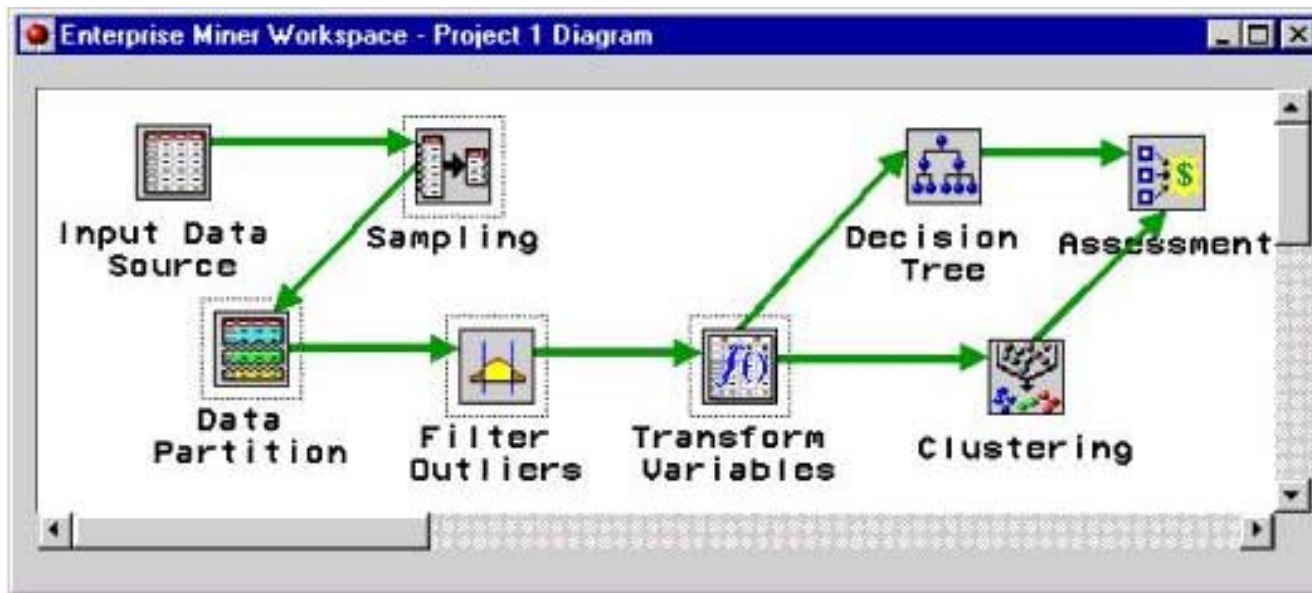 Enterprise Miner Workspace - Project 1 Diagram
Input Data
Source
Sampling
Decision
Tree
Assessment
Data
Partition
Filter
Outliers
Transform
Variables
Clustering